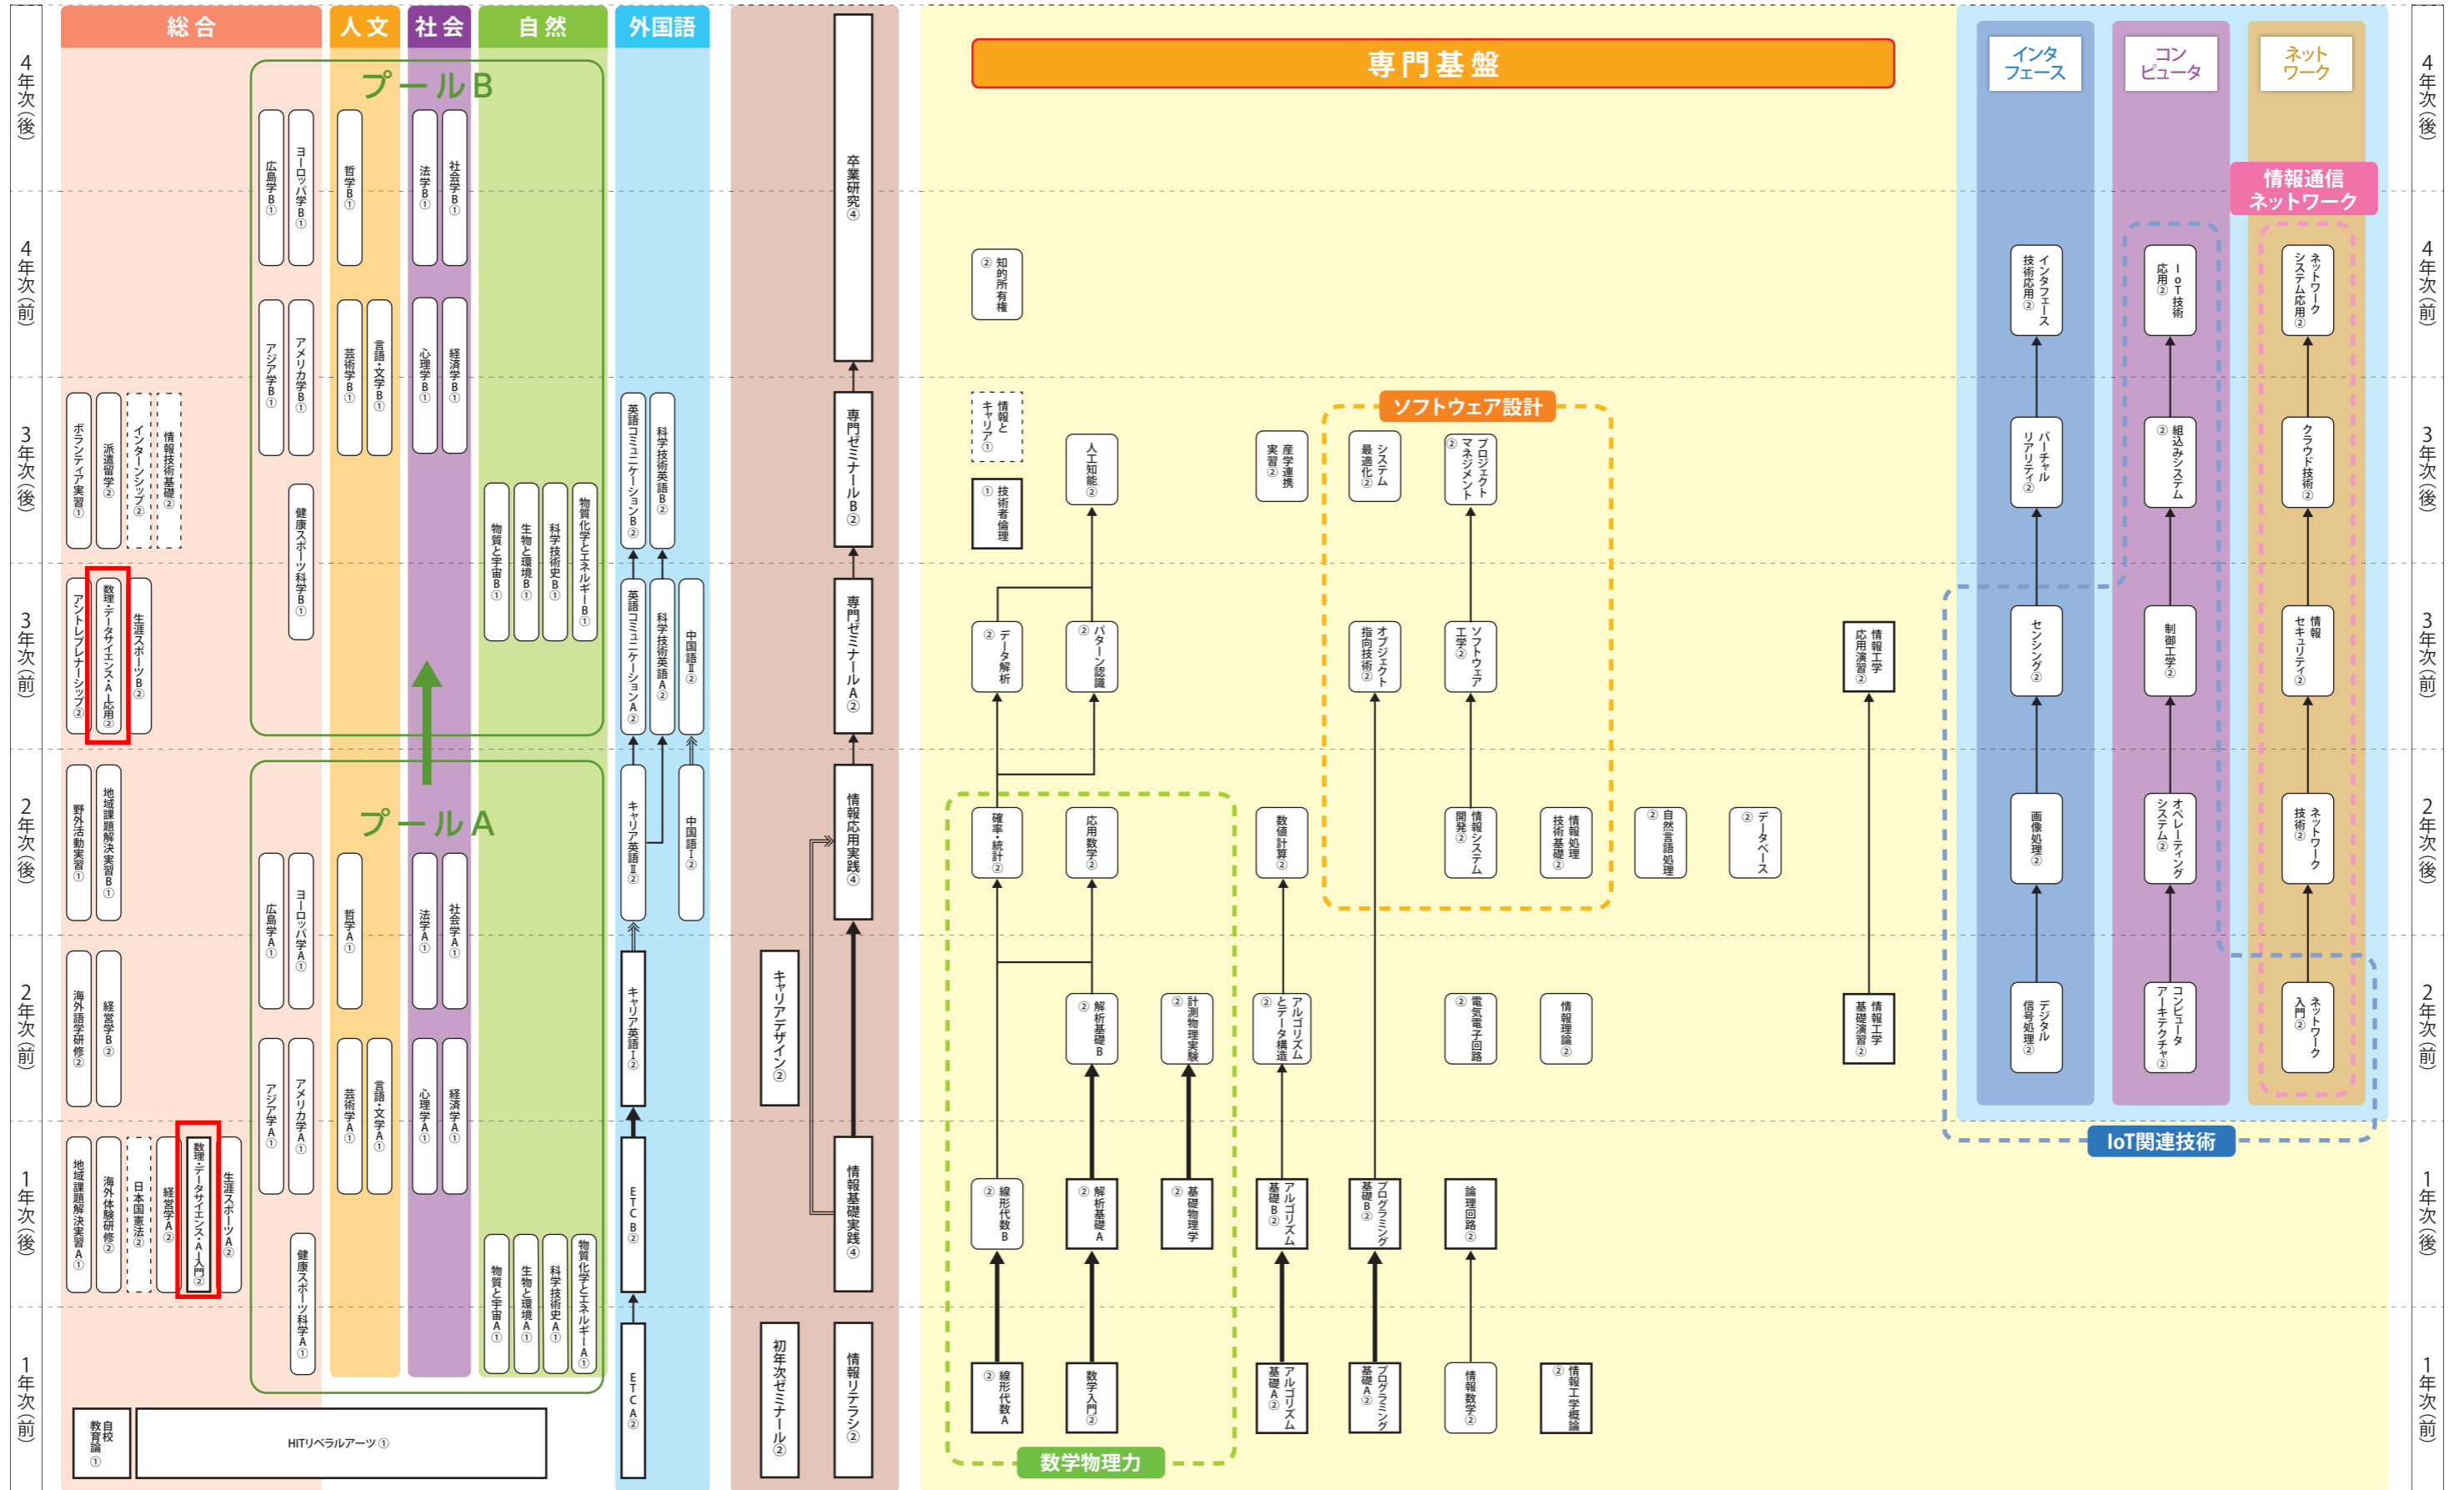 総合
人文
社会
自然
外国語
専門基盤
インタ
フェース
コン
ピュータ
ネット
ワーク
4年次(後)
4年次(後)
プールB
広島学B①
ヨーロッパ学B①
哲学B①
法学B①
社会学B①
卒業研究④
情報通信
ネットワーク
4年次(前)
4年次(前)
アジア学B①
アメリカ学B①
芸術学B①
言語・文学B①
心理学B①
経済学B①
知的所有権
②
インタフェース
技術応用②
IoT技術
応用②
ネットワーク
システム応用②
3年次(後)
3年次(後)
ボランティア実習①
派遣留学②
インターンシップ②
情報技術基礎②
健康スポーツ科学B①
物質と宇宙B①
生物と環境B①
科学技術史B①
物質化学とエネルギーB①
英語コミュニケーションB②
科学技術英語B②
専門ゼミナールB②
情報と
キャリア①
技術者倫理
①
人工知能②
産学連携
実習②
ソフトウェア設計
システム
最適化②
プロジェクト
マネジメント
②
バーチャル
リアリティ②
組込みシステム
②
クラウド技術②
3年次(前)
3年次(前)
アントレプレナーシップ②
数理・データサイエンス・AI応用②
生涯スポーツB②
英語コミュニケーションA②
科学技術英語A②
中国語Ⅱ②
専門ゼミナールA②
データ解析
②
パターン認識
②
オブジェクト
指向技術②
ソフトウェア
工学②
情報工学
応用演習②
センシング②
制御工学②
情報
セキュリティ②
2年次(後)
2年次(後)
野外活動実習①
地域課題解決実習B①
プールA
広島学A①
ヨーロッパ学A①
哲学A①
法学A①
社会学A①
キャリア英語Ⅱ②
中国語Ⅰ②
情報応用実践④
確率・統計②
応用数学②
数値計算②
情報システム
開発②
情報処理
技術基礎②
自然言語処理
②
データベース
②
画像処理②
オペレーティング
システム②
ネットワーク
技術②
2年次(前)
2年次(前)
海外語学研修②
経営学B②
アジア学A①
アメリカ学A①
芸術学A①
言語・文学A①
心理学A①
経済学A①
キャリア英語Ⅰ②
キャリアデザイン②
解析基礎B
②
計測物理実験
②
アルゴリズム
とデータ構造
②
電気電子回路
②
情報理論②
情報工学
基礎演習②
デジタル
信号処理②
コンピュータ
アーキテクチャ②
ネットワーク
入門②
IoT関連技術
1年次(後)
1年次(後)
地域課題解決実習A①
海外体験研修②
日本国憲法②
経営学A②
数理・データサイエンス・AI入門②
生涯スポーツA②
健康スポーツ科学A①
物質と宇宙A①
生物と環境A①
科学技術史A①
物質化学とエネルギーA①
ETC B②
情報基礎実践④
線形代数B
②
解析基礎A
②
基礎物理学
②
アルゴリズム
基礎B②
プログラミング
基礎B②
論理回路②
1年次(前)
1年次(前)
自校
教育論
①
HITリベラルアーツ①
ETC A②
初年次ゼミナール②
情報リテラシ②
線形代数A
②
数学入門②
アルゴリズム
基礎A②
プログラミング
基礎A②
情報数学②
情報工学概論
②
数学物理力